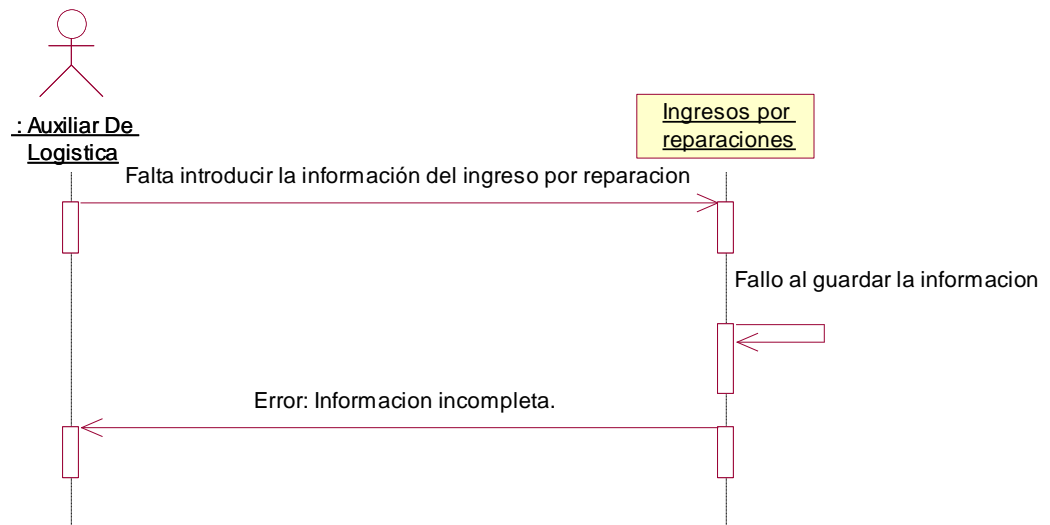 : Auxiliar De
Logistica
Ingresos por
reparaciones
Falta introducir la información del ingreso por reparacion
Fallo al guardar la informacion
Error: Informacion incompleta.